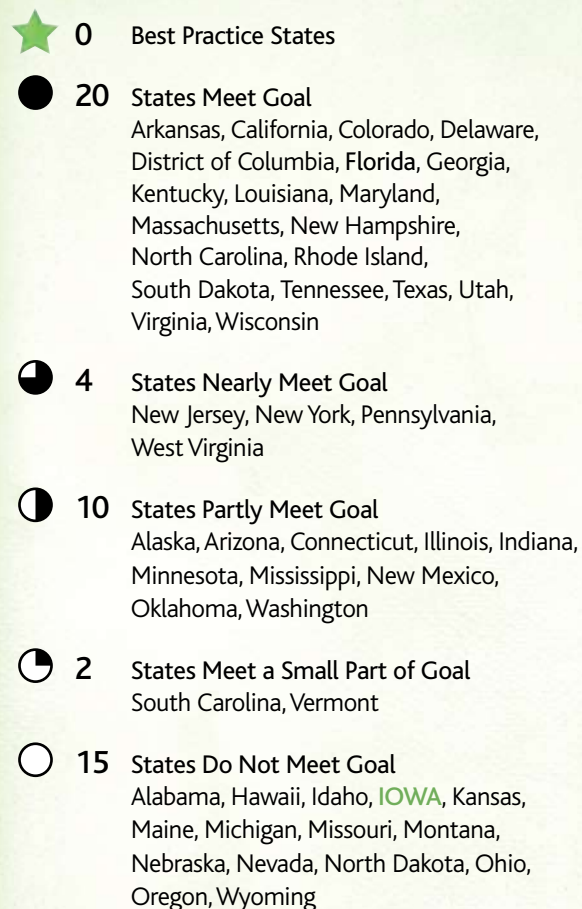 0 Best Practice States
20 States Meet Goal
Arkansas, California, Colorado, Delaware,
District of Columbia, Florida, Georgia,
Kentucky, Louisiana, Maryland,
Massachusetts, New Hampshire,
North Carolina, Rhode Island,
South Dakota, Tennessee, Texas, Utah,
Virginia, Wisconsin
4 States Nearly Meet Goal
New Jersey, New York, Pennsylvania,
West Virginia
10 States Partly Meet Goal
Alaska, Arizona, Connecticut, Illinois, Indiana,
Minnesota, Mississippi, New Mexico,
Oklahoma, Washington
2 States Meet a Small Part of Goal
South Carolina, Vermont
15 States Do Not Meet Goal
Alabama, Hawaii, Idaho, IOWA, Kansas,
Maine, Michigan, Missouri, Montana,
Nebraska, Nevada, North Dakota, Ohio,
Oregon, Wyoming